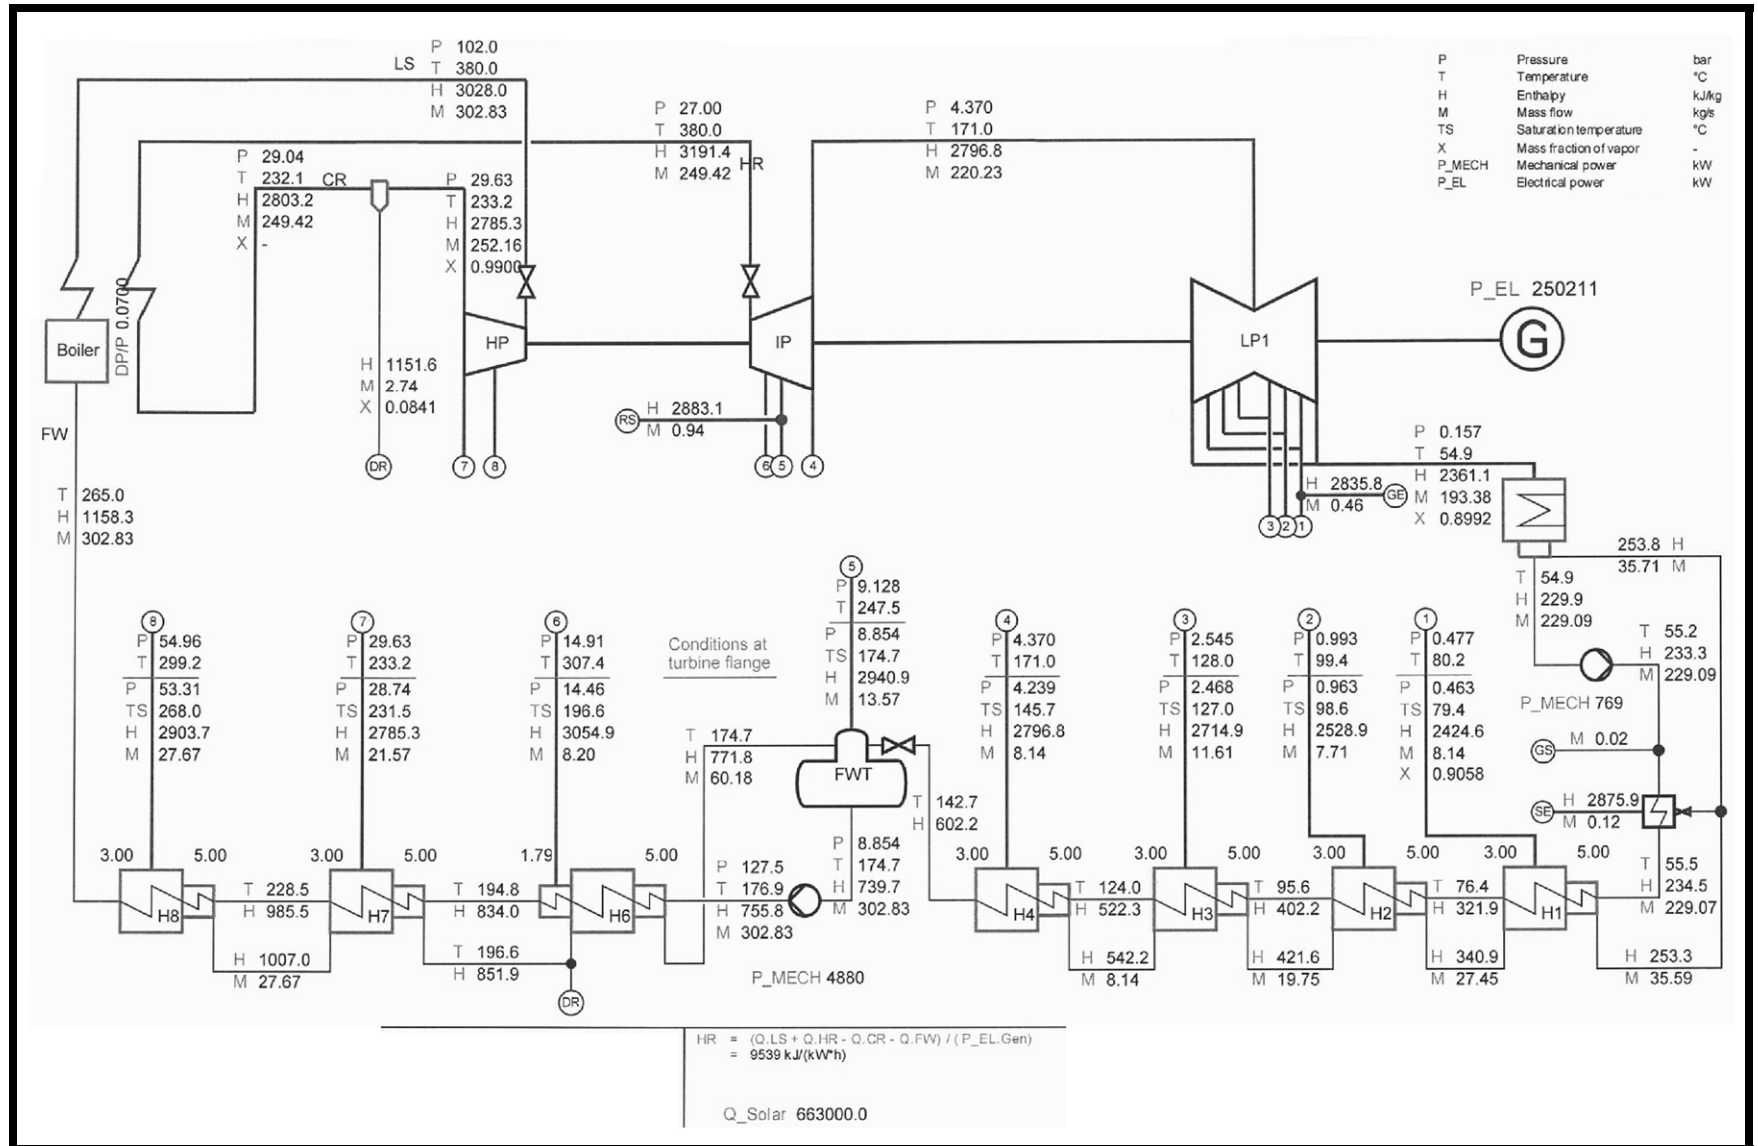 LS
P 102.0
T 380.0
H 3028.0
M 302.83
P 27.00
T 380.0
H 3191.4
M 249.42
HR
P 4.370
T 171.0
H 2796.8
M 220.23
P Pressure bar
T Temperature °C
H Enthalpy kJ/kg
M Mass flow kg/s
TS Saturation temperature °C
X Mass fraction of vapor -
P_MECH Mechanical power kW
P_EL Electrical power kW
P 29.04
T 232.1
H 2803.2
M 249.42
X -
CR
P 29.63
T 233.2
H 2785.3
M 252.16
X 0.9900
DP/P 0.0700
Boiler
HP
IP
LP1
P_EL 250211
G
H 1151.6
M 2.74
X 0.0841
DR
7
8
RS
H 2883.1
M 0.94
6
5
4
FW
T 265.0
H 1158.3
M 302.83
P 0.157
T 54.9
H 2361.1
M 193.38
X 0.8992
H 2835.8
M 0.46
GE
3
2
1
253.8 H
35.71 M
T 54.9
H 229.9
M 229.09
T 55.2
H 233.3
M 229.09
P_MECH 769
GS
M 0.02
SE
H 2875.9
M 0.12
T 55.5
H 234.5
M 229.07
8
P 54.96
T 299.2
P 53.31
TS 268.0
H 2903.7
M 27.67
7
P 29.63
T 233.2
P 28.74
TS 231.5
H 2785.3
M 21.57
6
P 14.91
T 307.4
P 14.46
TS 196.6
H 3054.9
M 8.20
Conditions at
turbine flange
5
P 9.128
T 247.5
P 8.854
TS 174.7
H 2940.9
M 13.57
4
P 4.370
T 171.0
P 4.239
TS 145.7
H 2796.8
M 8.14
3
P 2.545
T 128.0
P 2.468
TS 127.0
H 2714.9
M 11.61
2
P 0.993
T 99.4
P 0.963
TS 98.6
H 2528.9
M 7.71
1
P 0.477
T 80.2
P 0.463
TS 79.4
H 2424.6
M 8.14
X 0.9058
T 174.7
H 771.8
M 60.18
FWT
T 142.7
H 602.2
P 8.854
T 174.7
H 739.7
M 302.83
P 127.5
T 176.9
H 755.8
M 302.83
P_MECH 4880
3.00 5.00
H8
T 228.5
H 985.5
H 1007.0
M 27.67
3.00 5.00
H7
T 194.8
H 834.0
T 196.6
H 851.9
1.79 5.00
H6
DR
3.00 5.00
H4
T 124.0
H 522.3
H 542.2
M 8.14
3.00 5.00
H3
T 95.6
H 402.2
H 421.6
M 19.75
3.00 5.00
H2
T 76.4
H 321.9
H 340.9
M 27.45
3.00 5.00
H1
H 253.3
M 35.59
HR = (Q.LS + Q.HR - Q.CR - Q.FW) / ( P_EL.Gen)
= 9539 kJ/(kW*h)
Q_Solar 663000.0